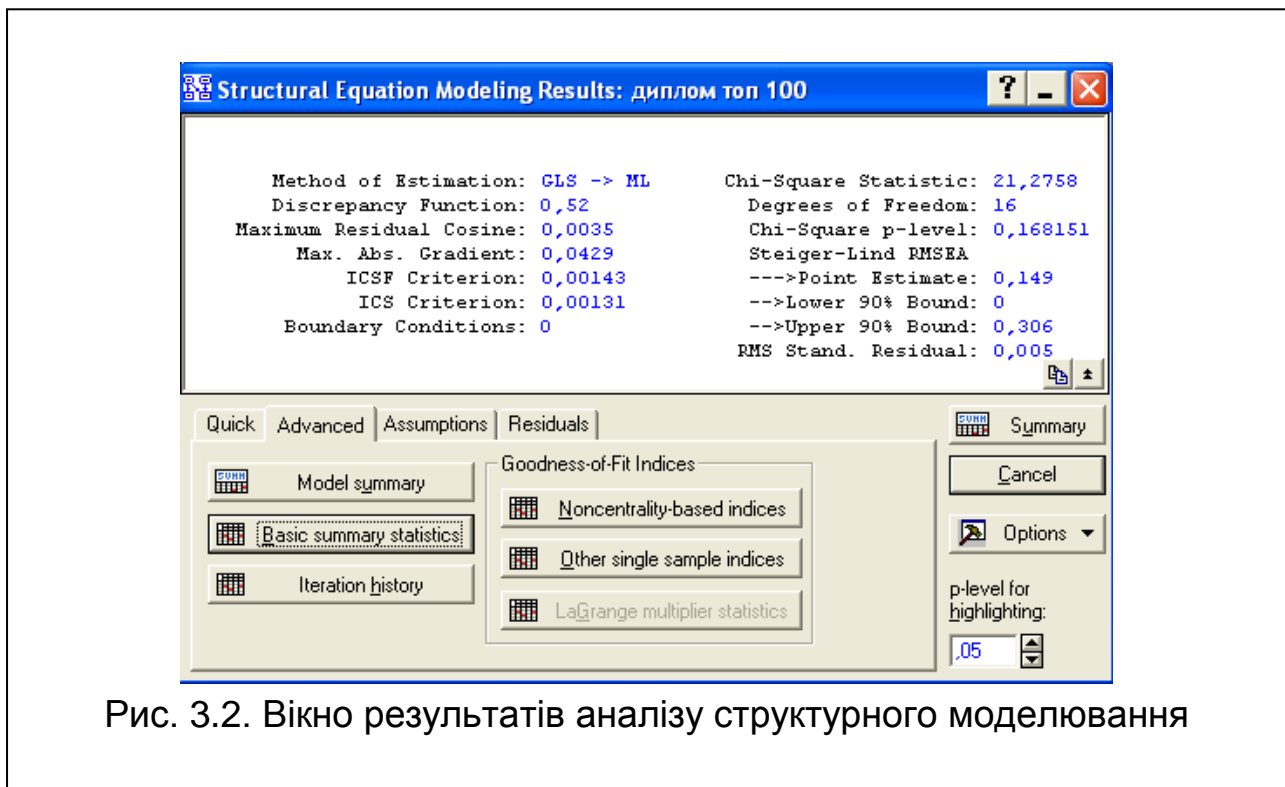 Structural Equation Modeling Results: диплом топ 100
Method of Estimation: GLS -> ML
Discrepancy Function: 0,52
Maximum Residual Cosine: 0,0035
Max. Abs. Gradient: 0,0429
ICSF Criterion: 0,00143
ICS Criterion: 0,00131
Boundary Conditions: 0
Chi-Square Statistic: 21,2758
Degrees of Freedom: 16
Chi-Square p-level: 0,168151
Steiger-Lind RMSEA
--->Point Estimate: 0,149
-->Lower 90% Bound: 0
-->Upper 90% Bound: 0,306
RMS Stand. Residual: 0,005
Quick Advanced Assumptions Residuals
Model summary
Basic summary statistics
Iteration history
Goodness-of-Fit Indices
Noncentrality-based indices
Other single sample indices
LaGrange multiplier statistics
Summary
Cancel
Options
p-level for
highlighting:
,05
Рис. 3.2. Вікно результатів аналізу структурного моделювання